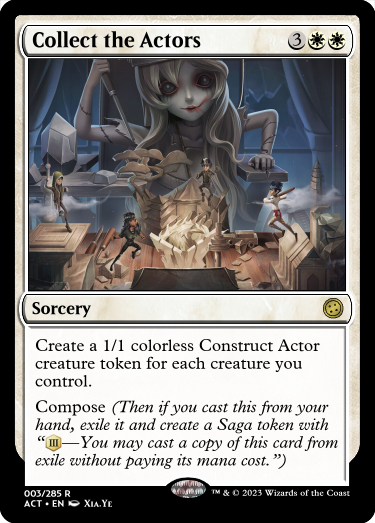 Collect the Actors 3
Sorcery
Create a 1/1 colorless Construct Actor
creature token for each creature you
control.
Compose (Then if you cast this from your
hand, exile it and create a Saga token with
“III—You may cast a copy of this card from
exile without paying its mana cost.”)
003/285 R
ACT • EN Xia.Ye
™ & © 2023 Wizards of the Coast